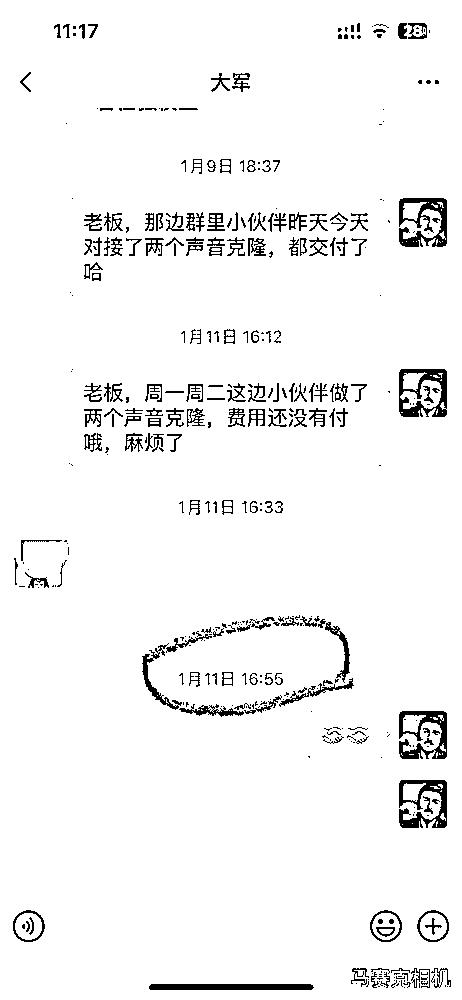 11:17
28
大军
1月9日 18:37
老板，那边群里小伙伴昨天今天
对接了两个声音克隆，都交付了
哈
1月11日 16:12
老板，周一周二这边小伙伴做了
两个声音克隆，费用还没有付
哦，麻烦了
1月11日 16:33
1月11日 16:55
马赛克相机